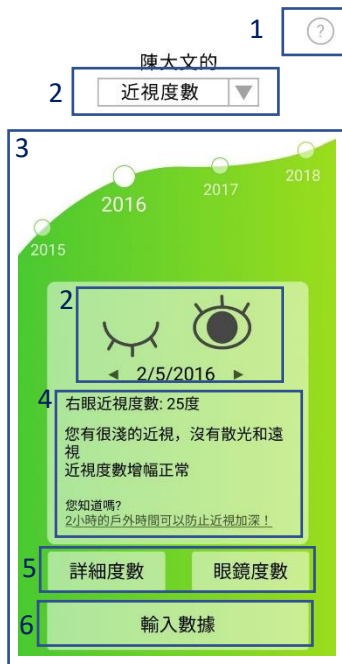 1
?
陳大文的
2
近視度數
3
2018
2017
2016
2015
2
2/5/2016
4
右眼近視度數: 25度
您有很淺的近視，沒有散光和遠
視
近視度數增幅正常
您知道嗎?
2小時的戶外時間可以防止近視加深！
5
詳細度數 眼鏡度數
6
輸入數據